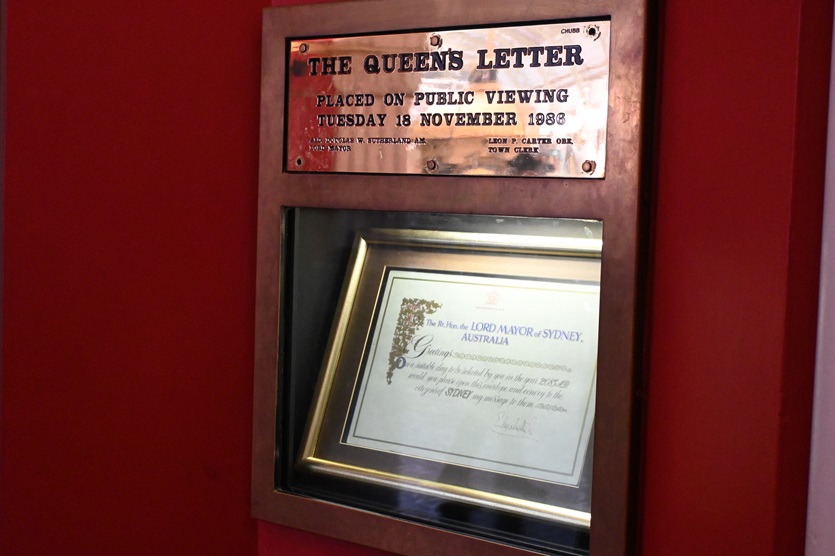 CHUBB
THE QUEEN'S LETTER
PLACED ON PUBLIC VIEWING
TUESDAY 18 NOVEMBER 1986
ALD DOUGLAS W. SUTHERLAND AM. LEON P. CARTER OBE.
LORD MAYOR TOWN CLERK
The Rt. Hon. the LORD MAYOR of SYDNEY,
AUSTRALIA
Greetings
On a suitable day to be selected by you in the year 2085 A.D
would you please open this envelope and convey to the
citizens of SYDNEY my message to them
Elizabeth R